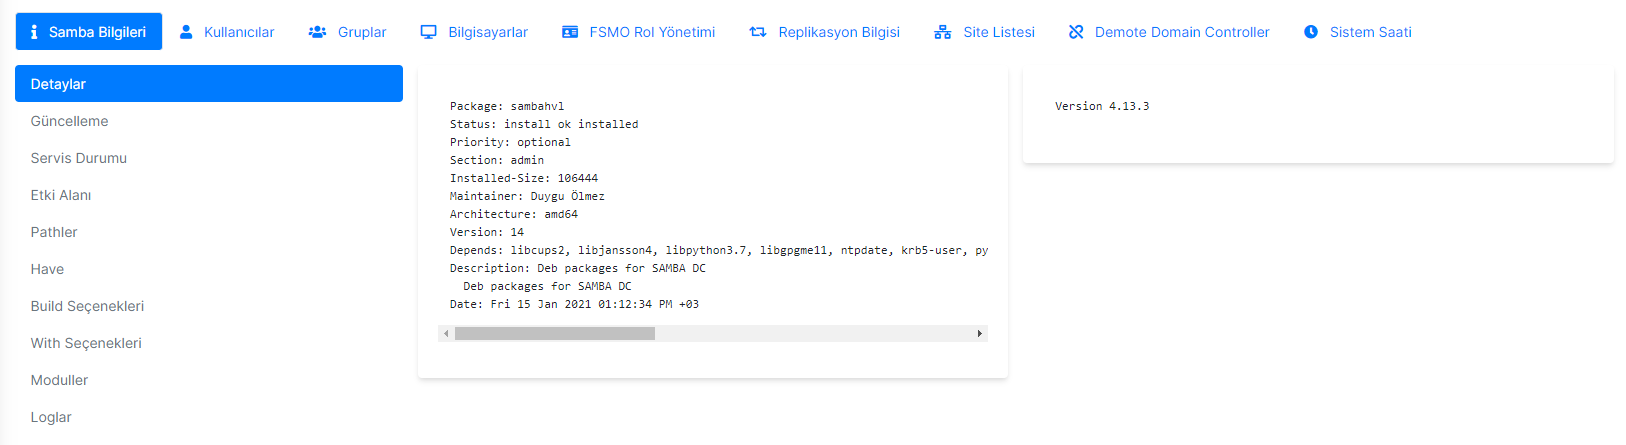 Samba Bilgileri
Kullanıcılar
Gruplar
Bilgisayarlar
FSMO Rol Yönetimi
Replikasyon Bilgisi
Site Listesi
Demote Domain Controller
Sistem Saati
Detaylar
Güncelleme
Servis Durumu
Etki Alanı
Pathler
Have
Build Seçenekleri
With Seçenekleri
Moduller
Loglar
Package: sambahvl
Status: install ok installed
Priority: optional
Section: admin
Installed-Size: 106444
Maintainer: Duygu Ölmez
Architecture: amd64
Version: 14
Depends: libcups2, libjansson4, libpython3.7, libgpgme11, ntpdate, krb5-user, py
Description: Deb packages for SAMBA DC
Deb packages for SAMBA DC
Date: Fri 15 Jan 2021 01:12:34 PM +03
Version 4.13.3